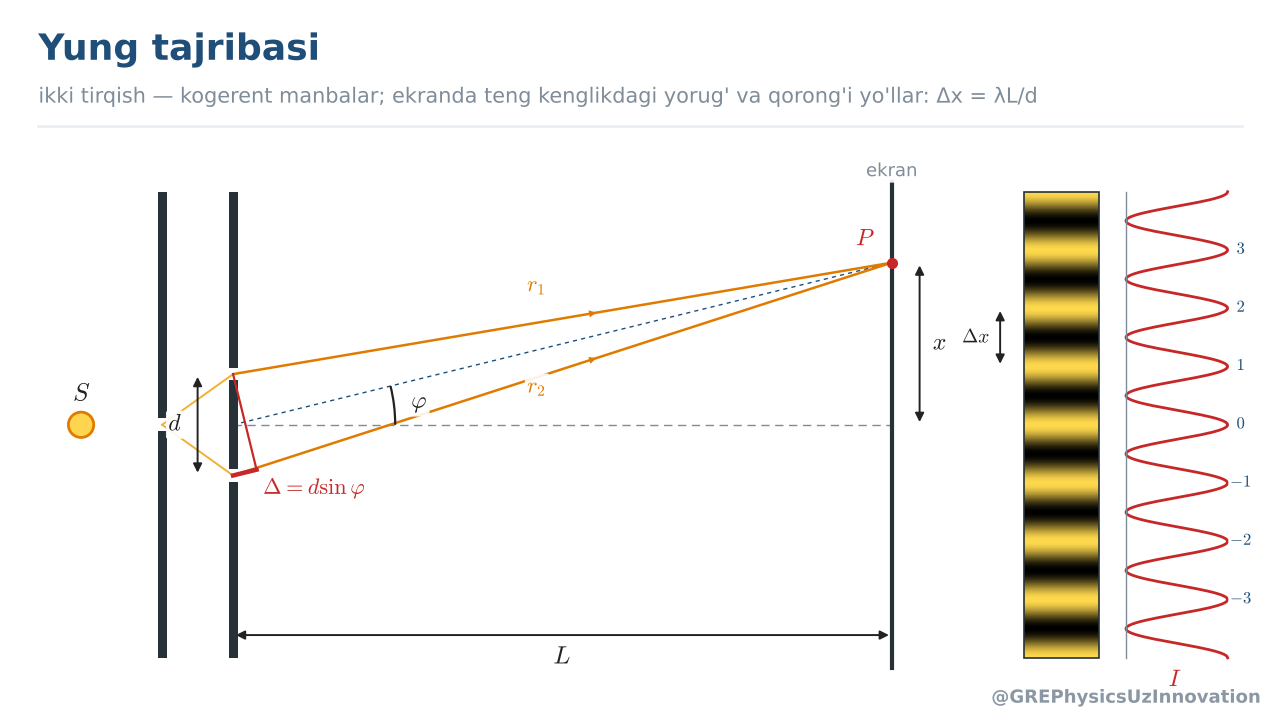 Yung tajribasi
ikki tirqish — kogerent manbalar; ekranda teng kenglikdagi yorug' va qorong'i yo'llar: Δx = λL/d
ekran
P
r₁
r₂
φ
S
d
Δ = d sin φ
L
x
Δx
3
2
1
0
−1
−2
−3
I
@GREPhysicsUzInnovation